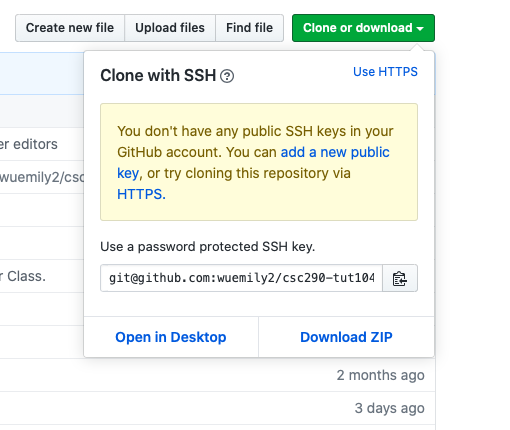 Create new file Upload files Find file Clone or download
Clone with SSH ? Use HTTPS
You don't have any public SSH keys in your
GitHub account. You can add a new public
key, or try cloning this repository via
HTTPS.
er editors
wuemily2/csc
Use a password protected SSH key.
r Class.
git@github.com:wuemily2/csc290-tut104
Open in Desktop Download ZIP
2 months ago
3 days ago